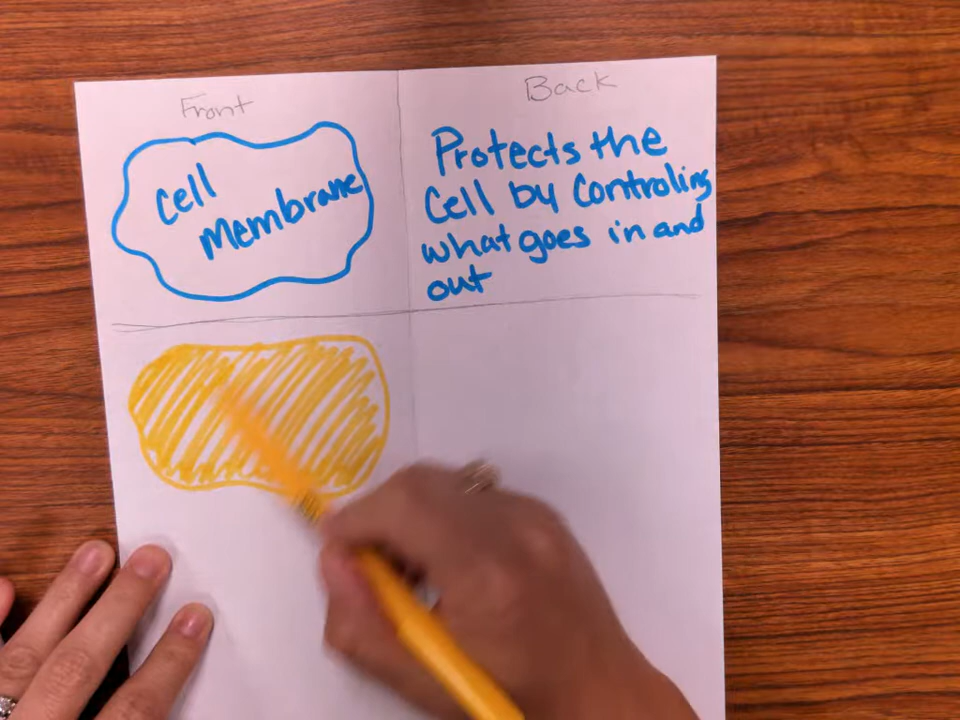 Front
Back
Cell
Membrane
Protects the
Cell by Controling
what goes in and
out